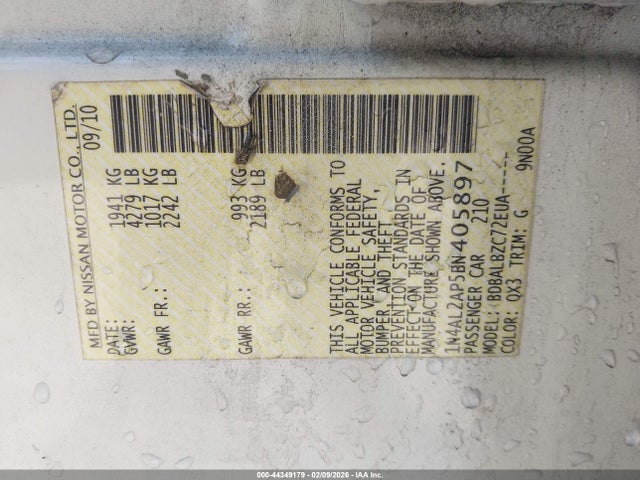 MFD BY NISSAN MOTOR CO., LTD.
DATE: 09/10
GVWR: 1941 KG
4279 LB
GAWR FR.: 1017 KG
2242 LB
GAWR RR.: 993 KG
2189 LB
THIS VEHICLE CONFORMS TO
ALL APPLICABLE FEDERAL
MOTOR VEHICLE SAFETY,
BUMPER, AND THEFT
PREVENTION STANDARDS IN
EFFECT ON THE DATE OF
MANUFACTURE SHOWN ABOVE.
1N4AL2AP5BN405897
PASSENGER CAR 210
MODEL: BDBALBZC72EUA-----
COLOR: QX3 TRIM: G 9N00A
000-44349179 | 02/09/2026 | IAA Inc.